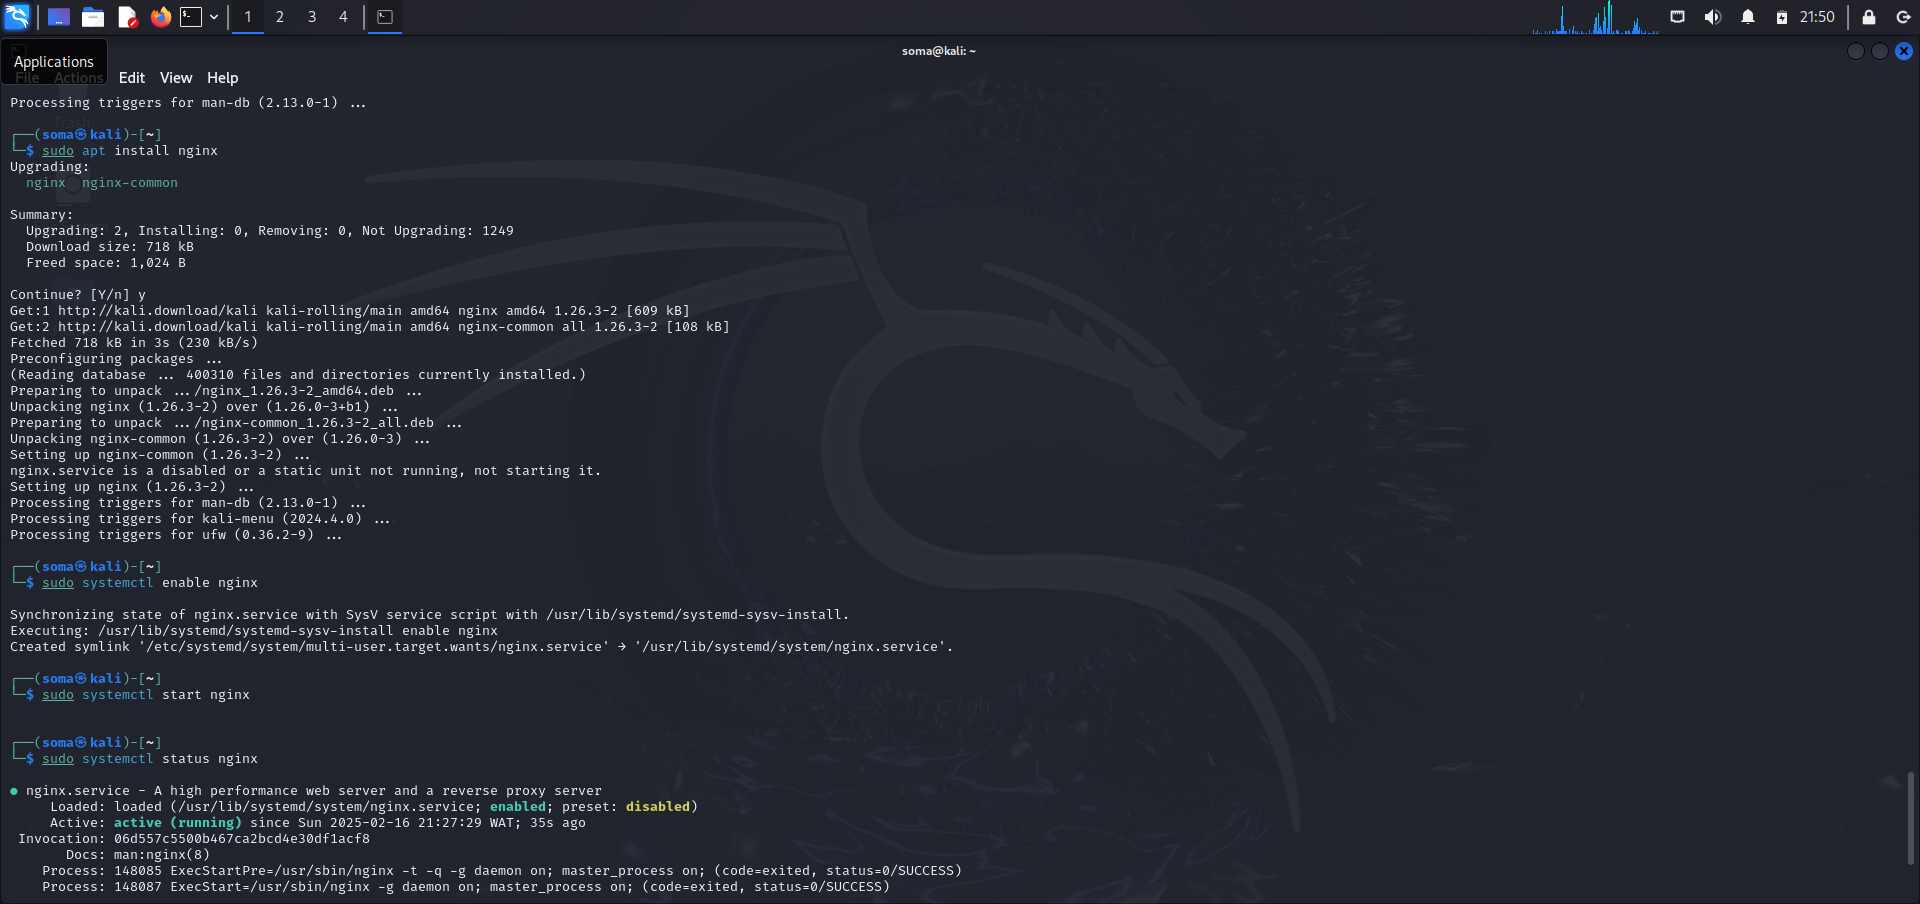 1 2 3 4 21:50
soma@kali: ~
Applications
File Actions Edit View Help
Processing triggers for man-db (2.13.0-1) ...
Trash
┌──(soma㉿kali)-[~]
└─$ sudo apt install nginx
Upgrading:
nginx nginx-common
Summary:
Upgrading: 2, Installing: 0, Removing: 0, Not Upgrading: 1249
Download size: 718 kB
Freed space: 1,024 B
Continue? [Y/n] y
Get:1 http://kali.download/kali kali-rolling/main amd64 nginx amd64 1.26.3-2 [609 kB]
Get:2 http://kali.download/kali kali-rolling/main amd64 nginx-common all 1.26.3-2 [108 kB]
Fetched 718 kB in 3s (230 kB/s)
Preconfiguring packages ...
(Reading database ... 400310 files and directories currently installed.)
Preparing to unpack .../nginx_1.26.3-2_amd64.deb ...
Unpacking nginx (1.26.3-2) over (1.26.0-3+b1) ...
Preparing to unpack .../nginx-common_1.26.3-2_all.deb ...
Unpacking nginx-common (1.26.3-2) over (1.26.0-3) ...
Setting up nginx-common (1.26.3-2) ...
nginx.service is a disabled or a static unit not running, not starting it.
Setting up nginx (1.26.3-2) ...
Processing triggers for man-db (2.13.0-1) ...
Processing triggers for kali-menu (2024.4.0) ...
Processing triggers for ufw (0.36.2-9) ...
┌──(soma㉿kali)-[~]
└─$ sudo systemctl enable nginx
Synchronizing state of nginx.service with SysV service script with /usr/lib/systemd/systemd-sysv-install.
Executing: /usr/lib/systemd/systemd-sysv-install enable nginx
Created symlink '/etc/systemd/system/multi-user.target.wants/nginx.service' → '/usr/lib/systemd/system/nginx.service'.
┌──(soma㉿kali)-[~]
└─$ sudo systemctl start nginx
┌──(soma㉿kali)-[~]
└─$ sudo systemctl status nginx
● nginx.service - A high performance web server and a reverse proxy server
Loaded: loaded (/usr/lib/systemd/system/nginx.service; enabled; preset: disabled)
Active: active (running) since Sun 2025-02-16 21:27:29 WAT; 35s ago
Invocation: 06d557c5500b467ca2bcd4e30df1acf8
Docs: man:nginx(8)
Process: 148085 ExecStartPre=/usr/sbin/nginx -t -q -g daemon on; master_process on; (code=exited, status=0/SUCCESS)
Process: 148087 ExecStart=/usr/sbin/nginx -g daemon on; master_process on; (code=exited, status=0/SUCCESS)